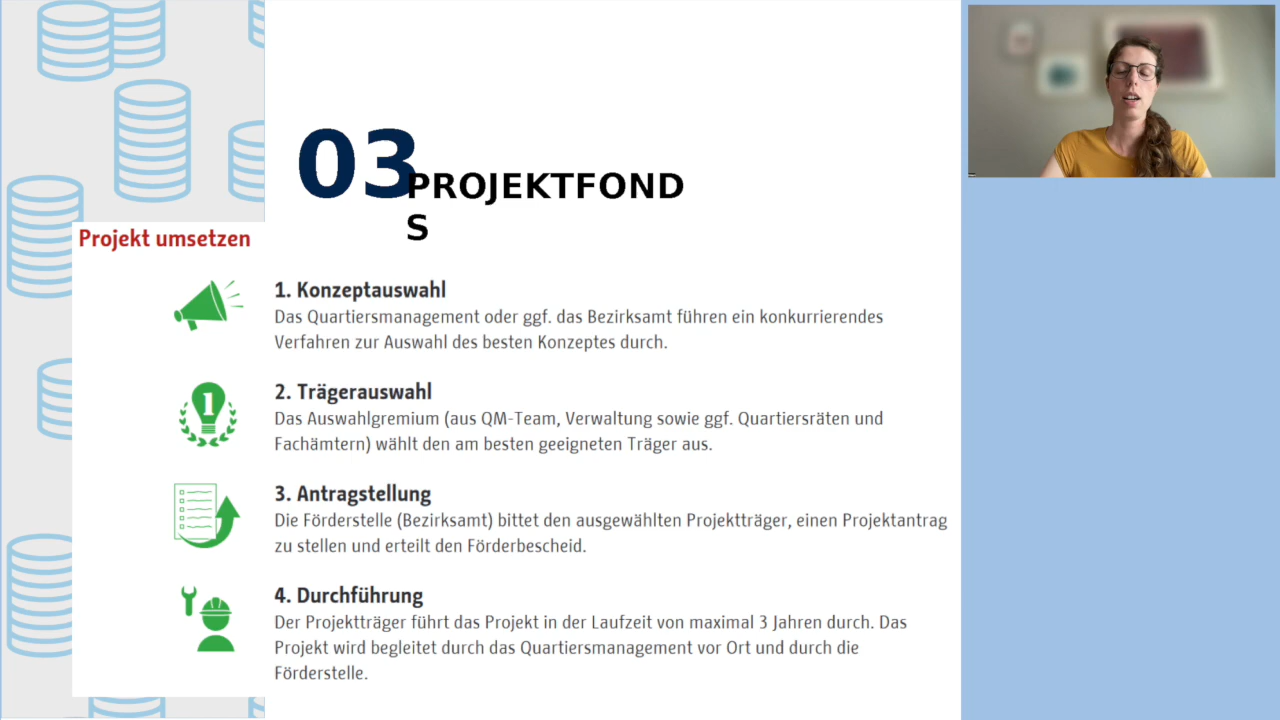 03
PROJEKTFOND
S
Projekt umsetzen
1. Konzeptauswahl
Das Quartiersmanagement oder ggf. das Bezirksamt führen ein konkurrierendes
Verfahren zur Auswahl des besten Konzeptes durch.
1
2. Trägerauswahl
Das Auswahlgremium (aus QM-Team, Verwaltung sowie ggf. Quartiersräten und
Fachämtern) wählt den am besten geeigneten Träger aus.
3. Antragstellung
Die Förderstelle (Bezirksamt) bittet den ausgewählten Projektträger, einen Projektantrag
zu stellen und erteilt den Förderbescheid.
4. Durchführung
Der Projektträger führt das Projekt in der Laufzeit von maximal 3 Jahren durch. Das
Projekt wird begleitet durch das Quartiersmanagement vor Ort und durch die
Förderstelle.